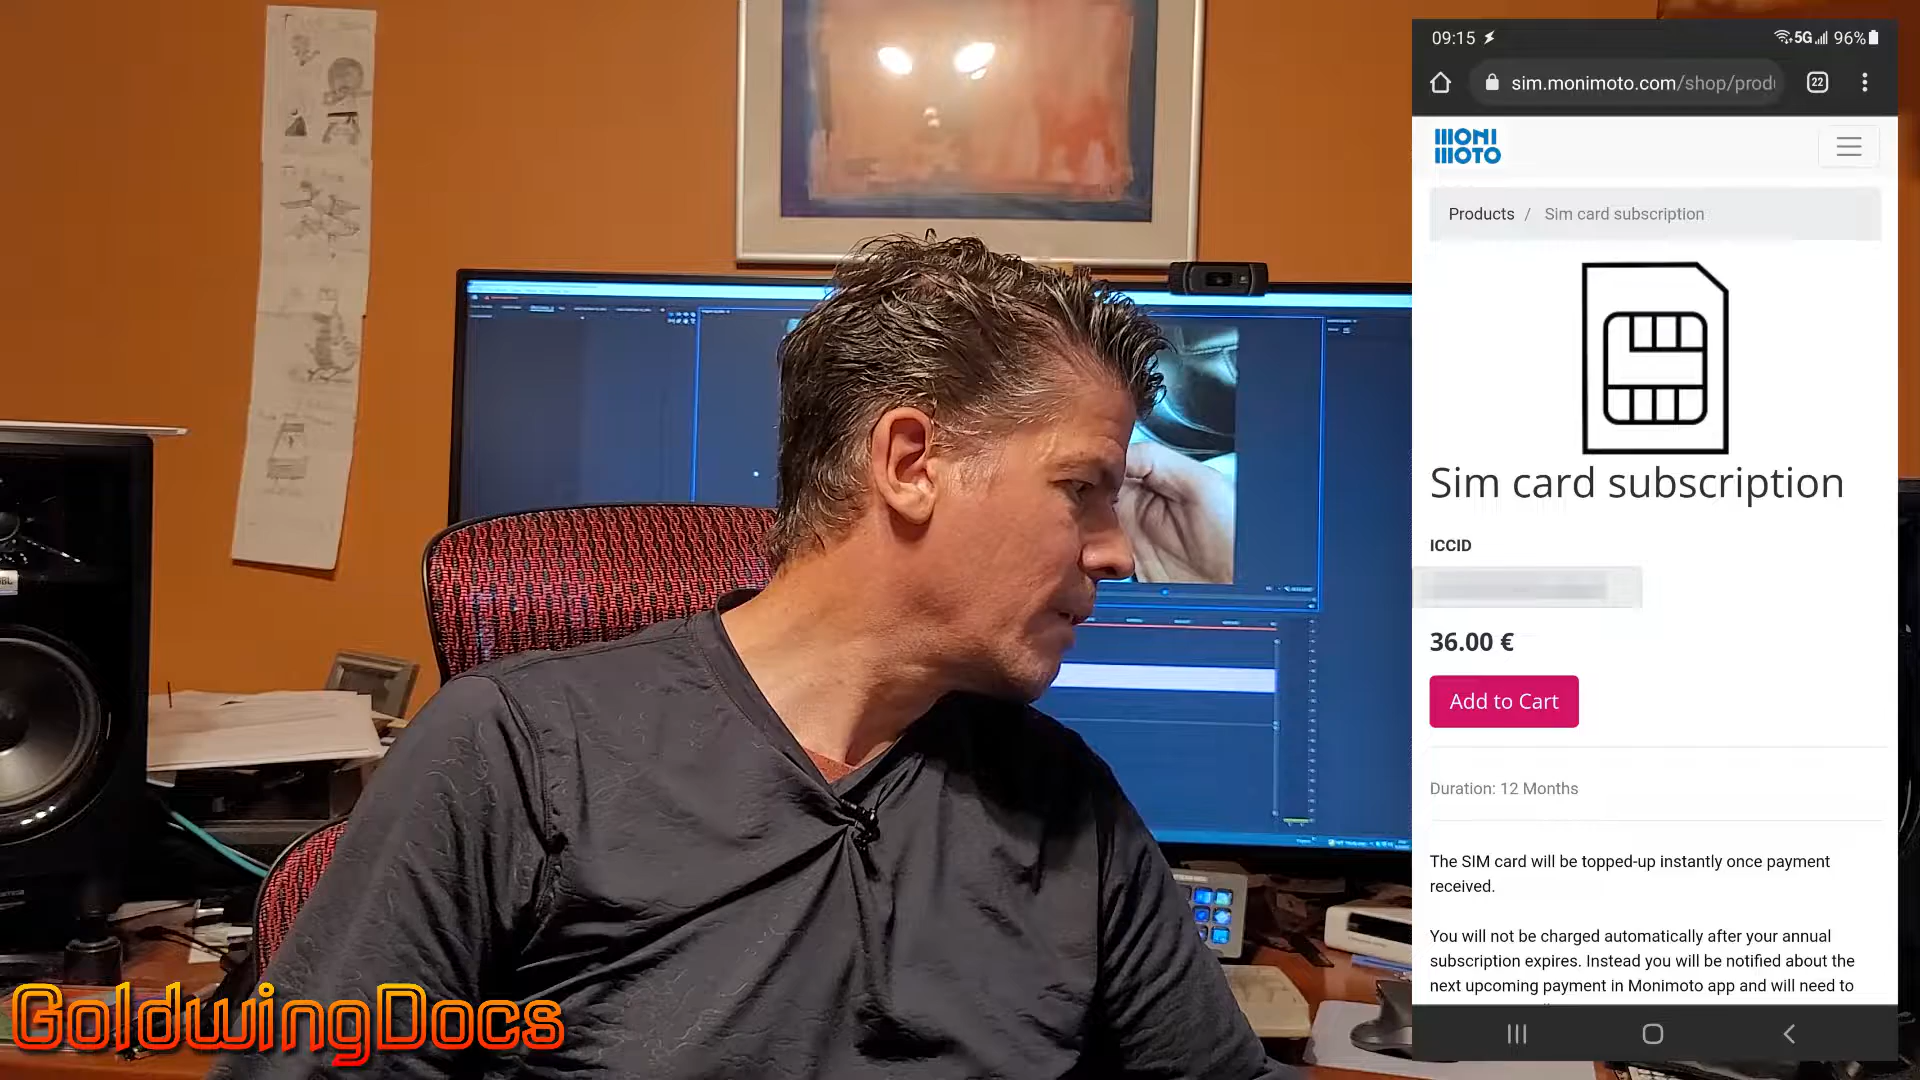 09:15
5G
96%
sim.monimoto.com/shop/prod
22
MONI
MOTO
Products / Sim card subscription
Sim card subscription
ICCID
36.00 €
Add to Cart
Duration: 12 Months
The SIM card will be topped-up instantly once payment
received.
You will not be charged automatically after your annual
subscription expires. Instead you will be notified about the
next upcoming payment in Monimoto app and will need to
GoldwingDocs